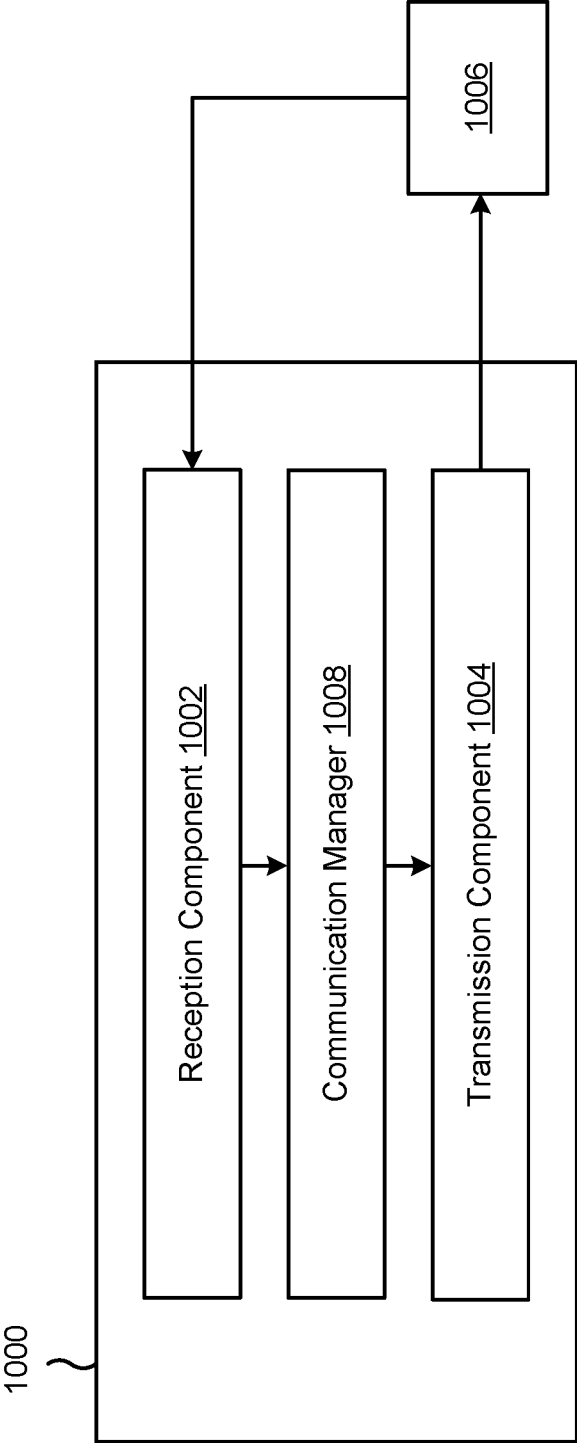 1000
Reception Component 1002
Communication Manager 1008
Transmission Component 1004
1006